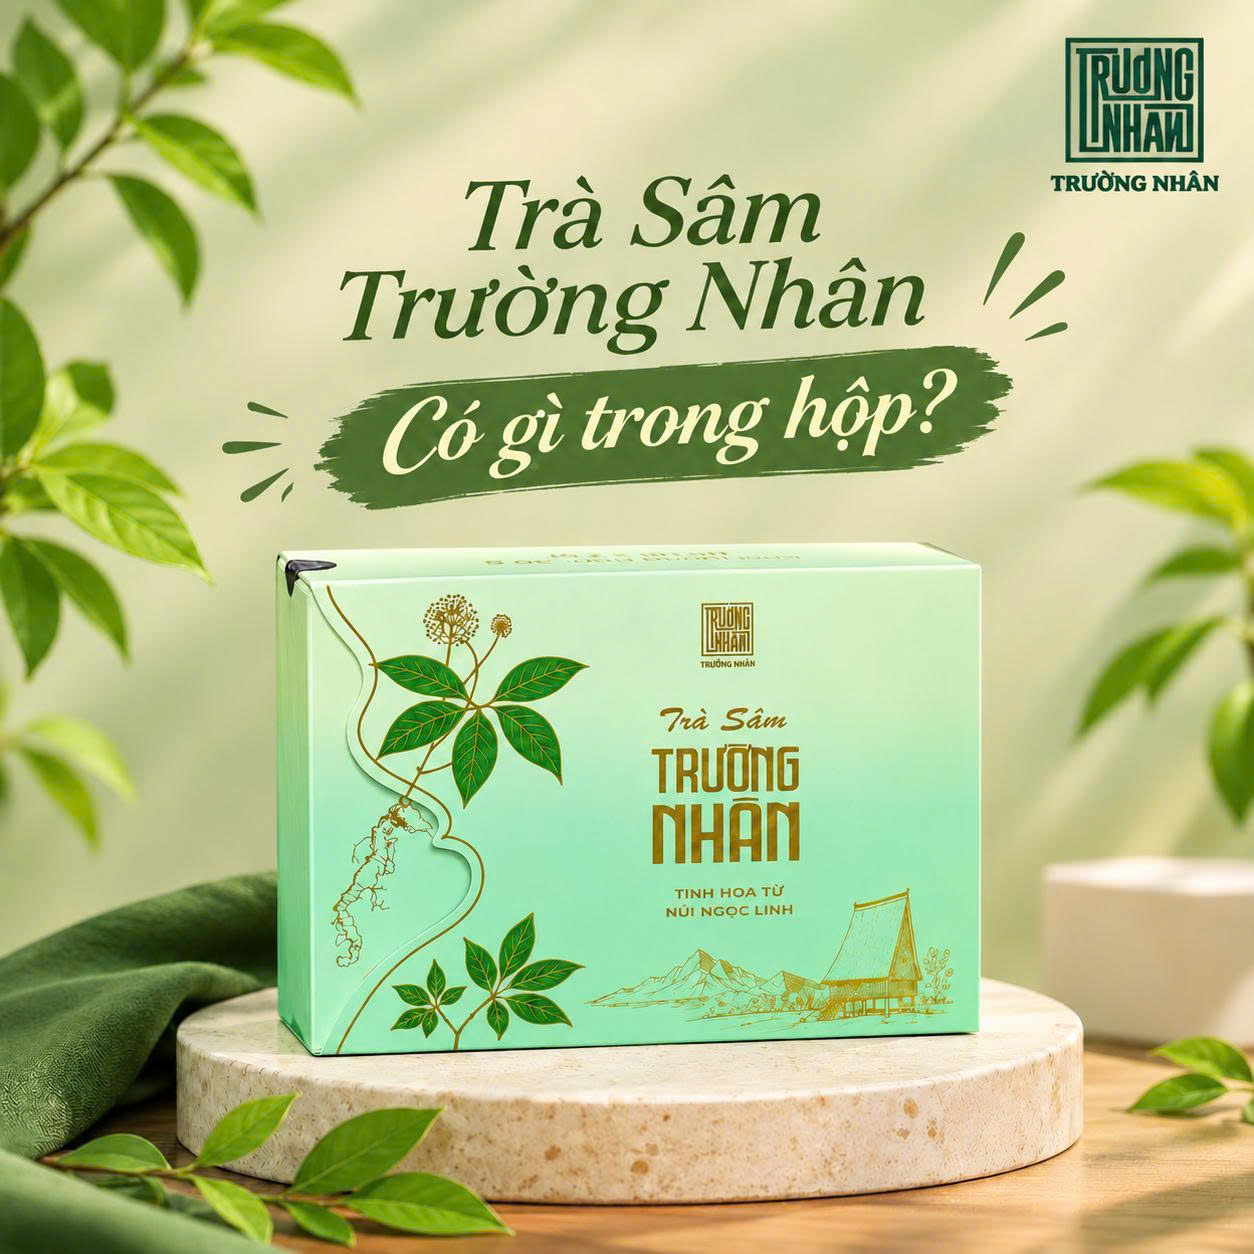 TRƯỜNG
NHÂN
TRƯỜNG NHÂN
Trà Sâm
Trường Nhân
Có gì trong hộp?
TRƯỜNG
NHÂN
TRƯỜNG NHÂN
Trà Sâm
TRƯỜNG
NHÂN
TINH HOA TỪ
NÚI NGỌC LINH